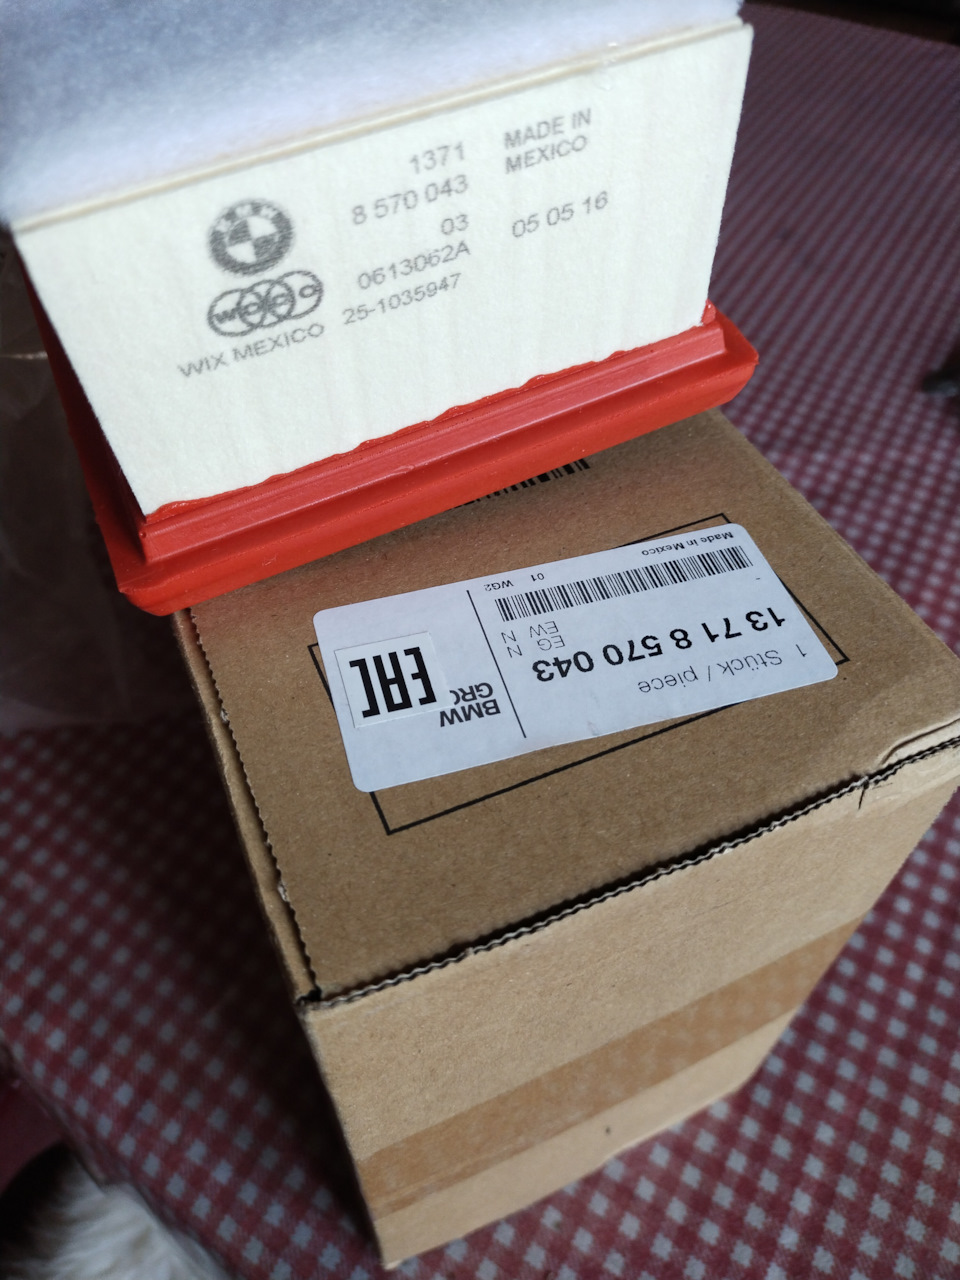 1371
8 570 043
03
0613062A
25-1035947
MADE IN
MEXICO
05 05 16
WIX MEXICO
1 Stück / piece
13 71 8 570 043
EG N
EW N
01 WG2
Made in Mexico
BMW
EAC